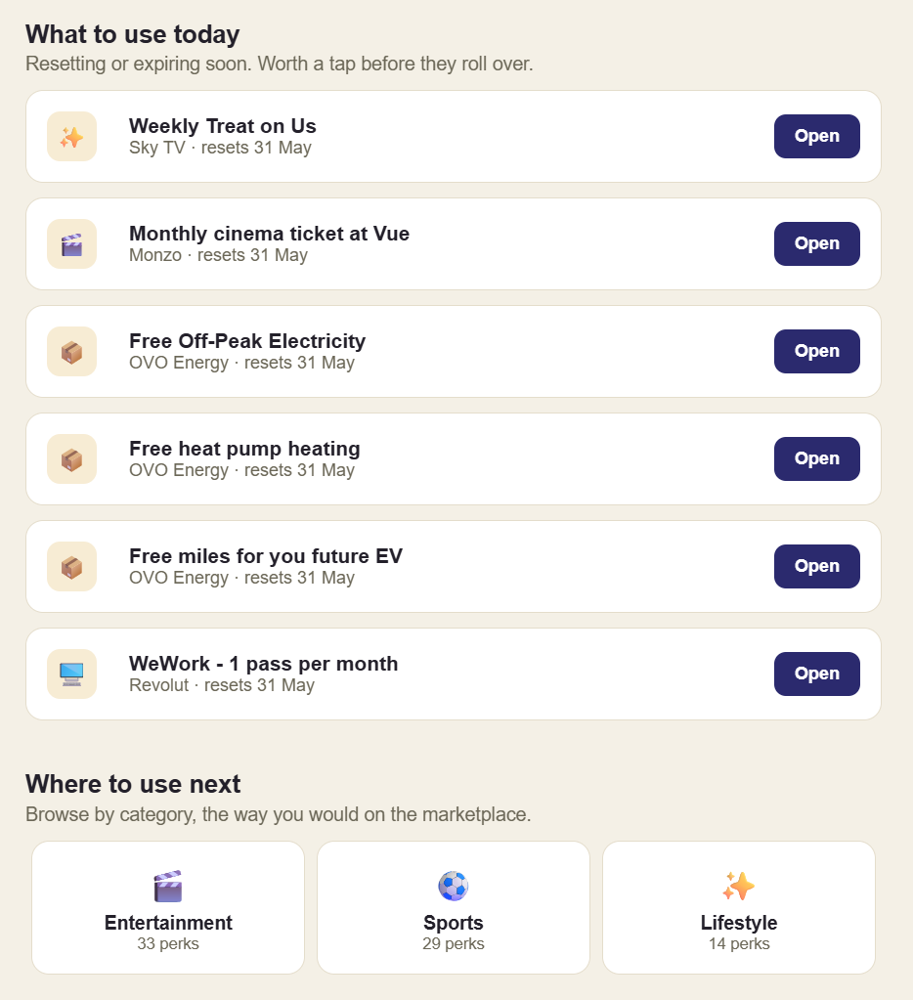 What to use today
Resetting or expiring soon. Worth a tap before they roll over.
Weekly Treat on Us
Sky TV · resets 31 May
Open
Monthly cinema ticket at Vue
Monzo · resets 31 May
Open
Free Off-Peak Electricity
OVO Energy · resets 31 May
Open
Free heat pump heating
OVO Energy · resets 31 May
Open
Free miles for you future EV
OVO Energy · resets 31 May
Open
WeWork - 1 pass per month
Revolut · resets 31 May
Open
Where to use next
Browse by category, the way you would on the marketplace.
Entertainment
33 perks
Sports
29 perks
Lifestyle
14 perks